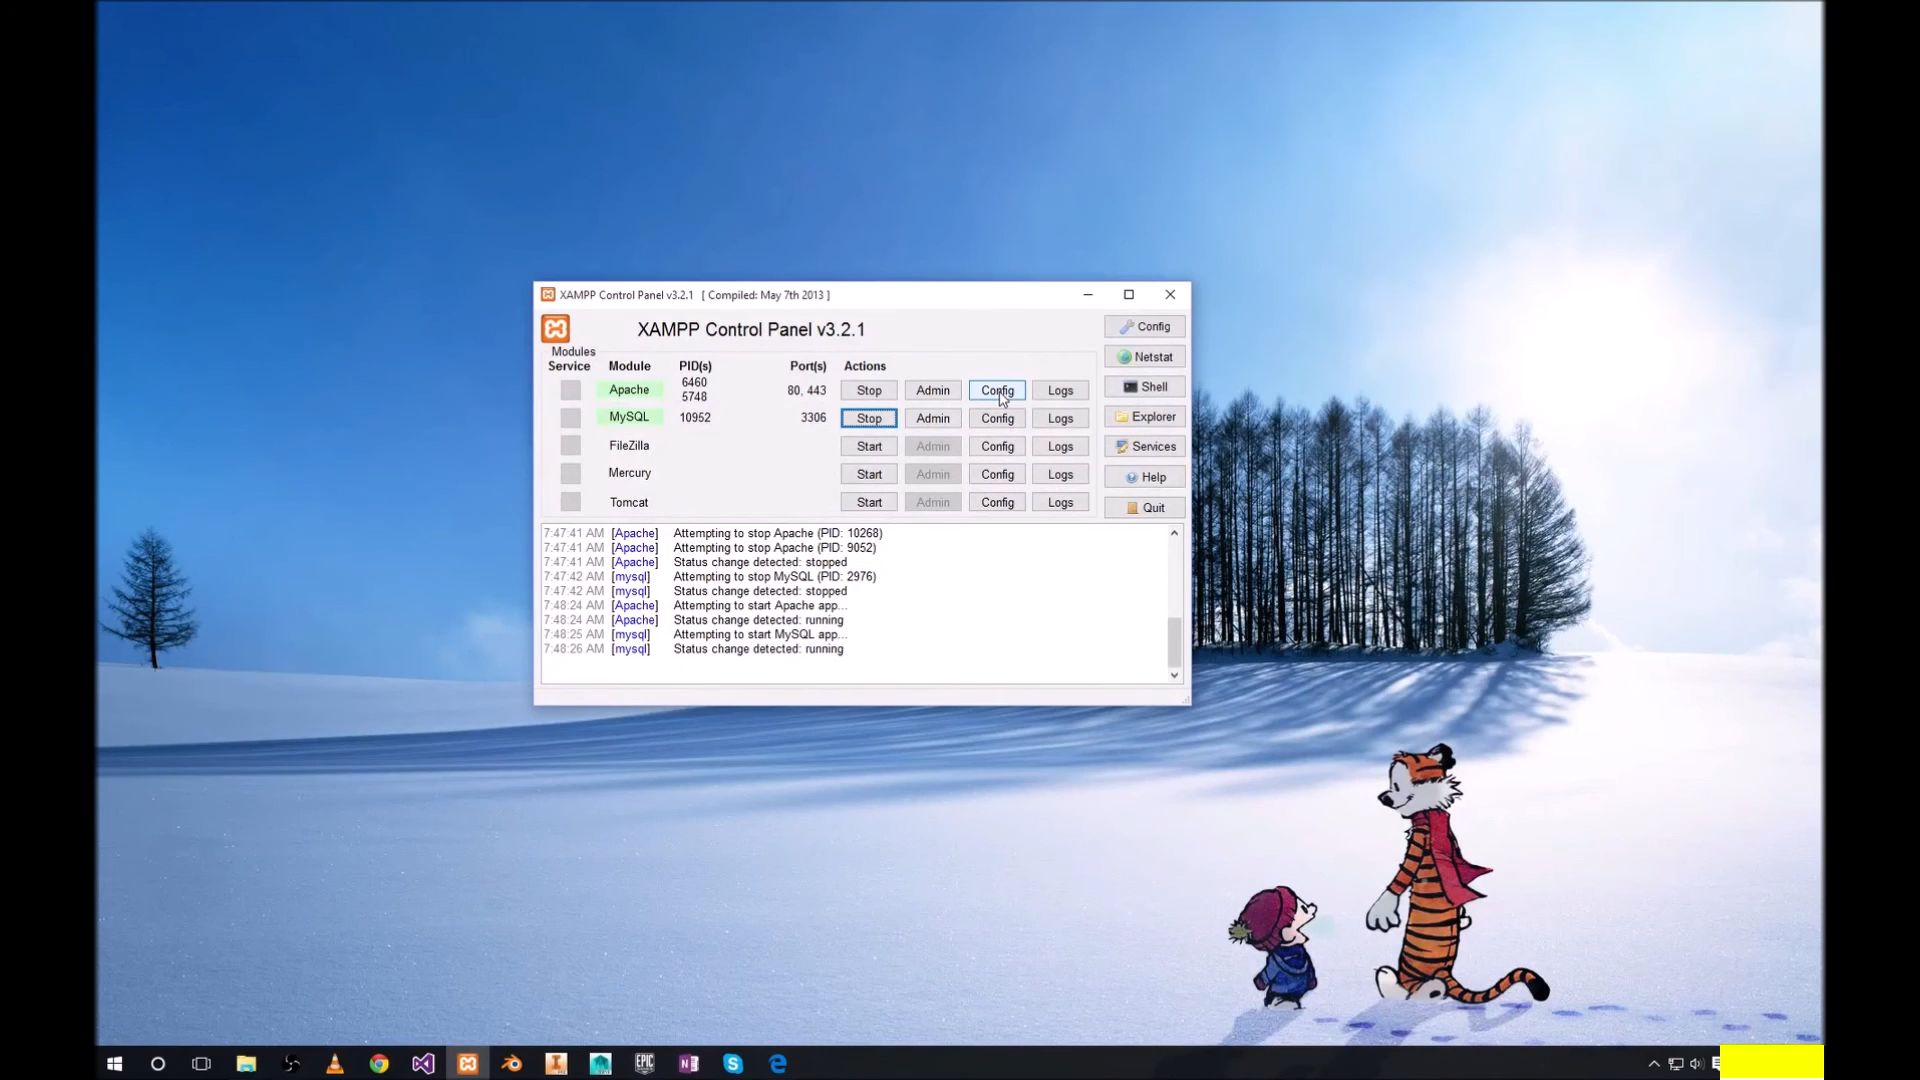 XAMPP Control Panel v3.2.1 [ Compiled: May 7th 2013 ]
XAMPP Control Panel v3.2.1
Config
Modules
Service Module PID(s) Port(s) Actions
Netstat
Apache 6460 5748 80, 443 Stop Admin Config Logs
Shell
MySQL 10952 3306 Stop Admin Config Logs
Explorer
FileZilla Start Admin Config Logs
Services
Mercury Start Admin Config Logs
Help
Tomcat Start Admin Config Logs
Quit
7:47:41 AM [Apache] Attempting to stop Apache (PID: 10268)
7:47:41 AM [Apache] Attempting to stop Apache (PID: 9052)
7:47:41 AM [Apache] Status change detected: stopped
7:47:42 AM [mysql] Attempting to stop MySQL (PID: 2976)
7:47:42 AM [mysql] Status change detected: stopped
7:48:24 AM [Apache] Attempting to start Apache app...
7:48:24 AM [Apache] Status change detected: running
7:48:25 AM [mysql] Attempting to start MySQL app...
7:48:26 AM [mysql] Status change detected: running
EPIC